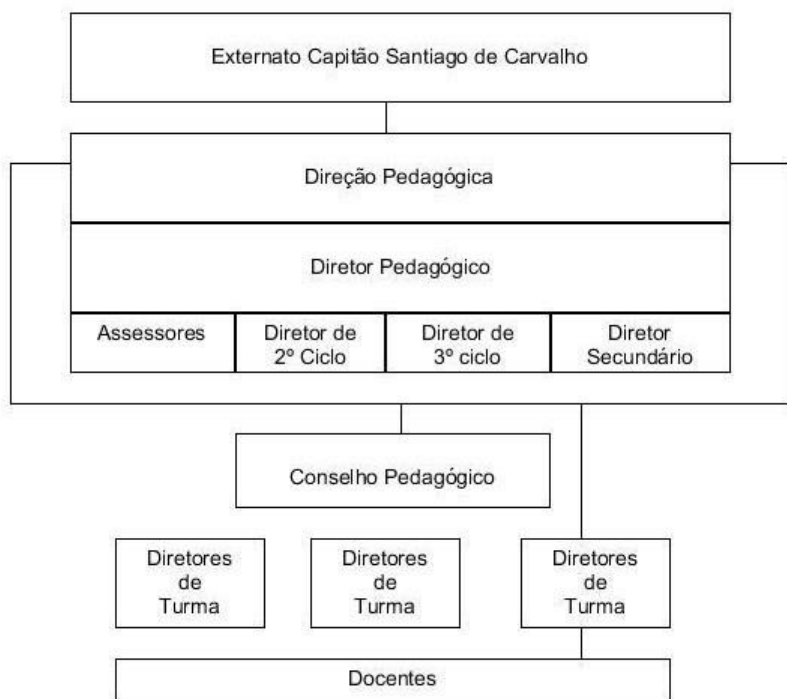 Externato Capitão Santiago de Carvalho
Direção Pedagógica
Diretor Pedagógico
Assessores
Diretor de
2º Ciclo
Diretor de
3º ciclo
Diretor
Secundário
Conselho Pedagógico
Diretores
de
Turma
Diretores
de
Turma
Diretores
de
Turma
Docentes